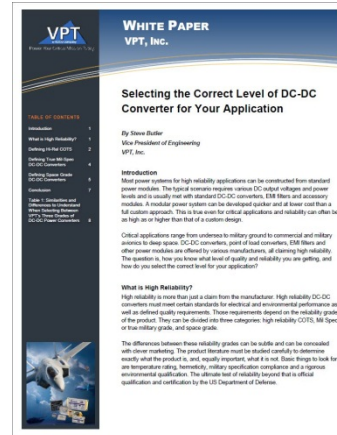 VPT
WHITE PAPER
VPT, INC.
Selecting the Correct Level of DC-DC
Converter for Your Application
By Steve Butler
Vice President of Engineering
VPT, Inc.
TABLE OF CONTENTS
Introduction 1
What is High Reliability? 1
Defining Hi-Rel COTS 2
Defining True Mil-Spec
DC-DC Converters 4
Defining Space Grade
DC-DC Converters 5
Conclusion 7
Table 1: Similarities and
Differences to Understand
When Selecting Between
VPT's Three Grades of
DC-DC Power Converters 8
Introduction
Most power systems for high reliability applications can be constructed from standard
power modules. The typical scenario requires various DC output voltages and power
levels and is usually met with standard DC-DC converters, EMI filters and accessory
modules. A modular power system can be developed quicker and at lower cost than a
full custom approach. This is true even for critical applications and reliability can often be
as high as or higher than that of a custom design.
Critical applications range from undersea to military ground to commercial and military
avionics to deep space. DC-DC converters, point of load converters, EMI filters and
other power modules are offered by various manufacturers, all claiming high reliability.
The question is, how you know what level of quality and reliability you are getting, and
how do you select the correct level for your application?
What is High Reliability?
High reliability is more than just a claim from the manufacturer. High reliability DC-DC
converters must meet certain standards for electrical and environmental performance as
well as defined quality requirements. Those requirements depend on the reliability grade
of the product. They can be divided into three categories: high reliability COTS, Mil Spec
or true military grade, and space grade.
The differences between these reliability grades can be subtle and can be concealed
with clever marketing. The product literature must be studied carefully to determine
exactly what the product is, and, equally important, what it is not. Basic things to look for
are temperature rating, hermeticity, military specification compliance and a rigorous
environmental qualification. The ultimate test of reliability beyond that is official
qualification and certification by the US Department of Defense.